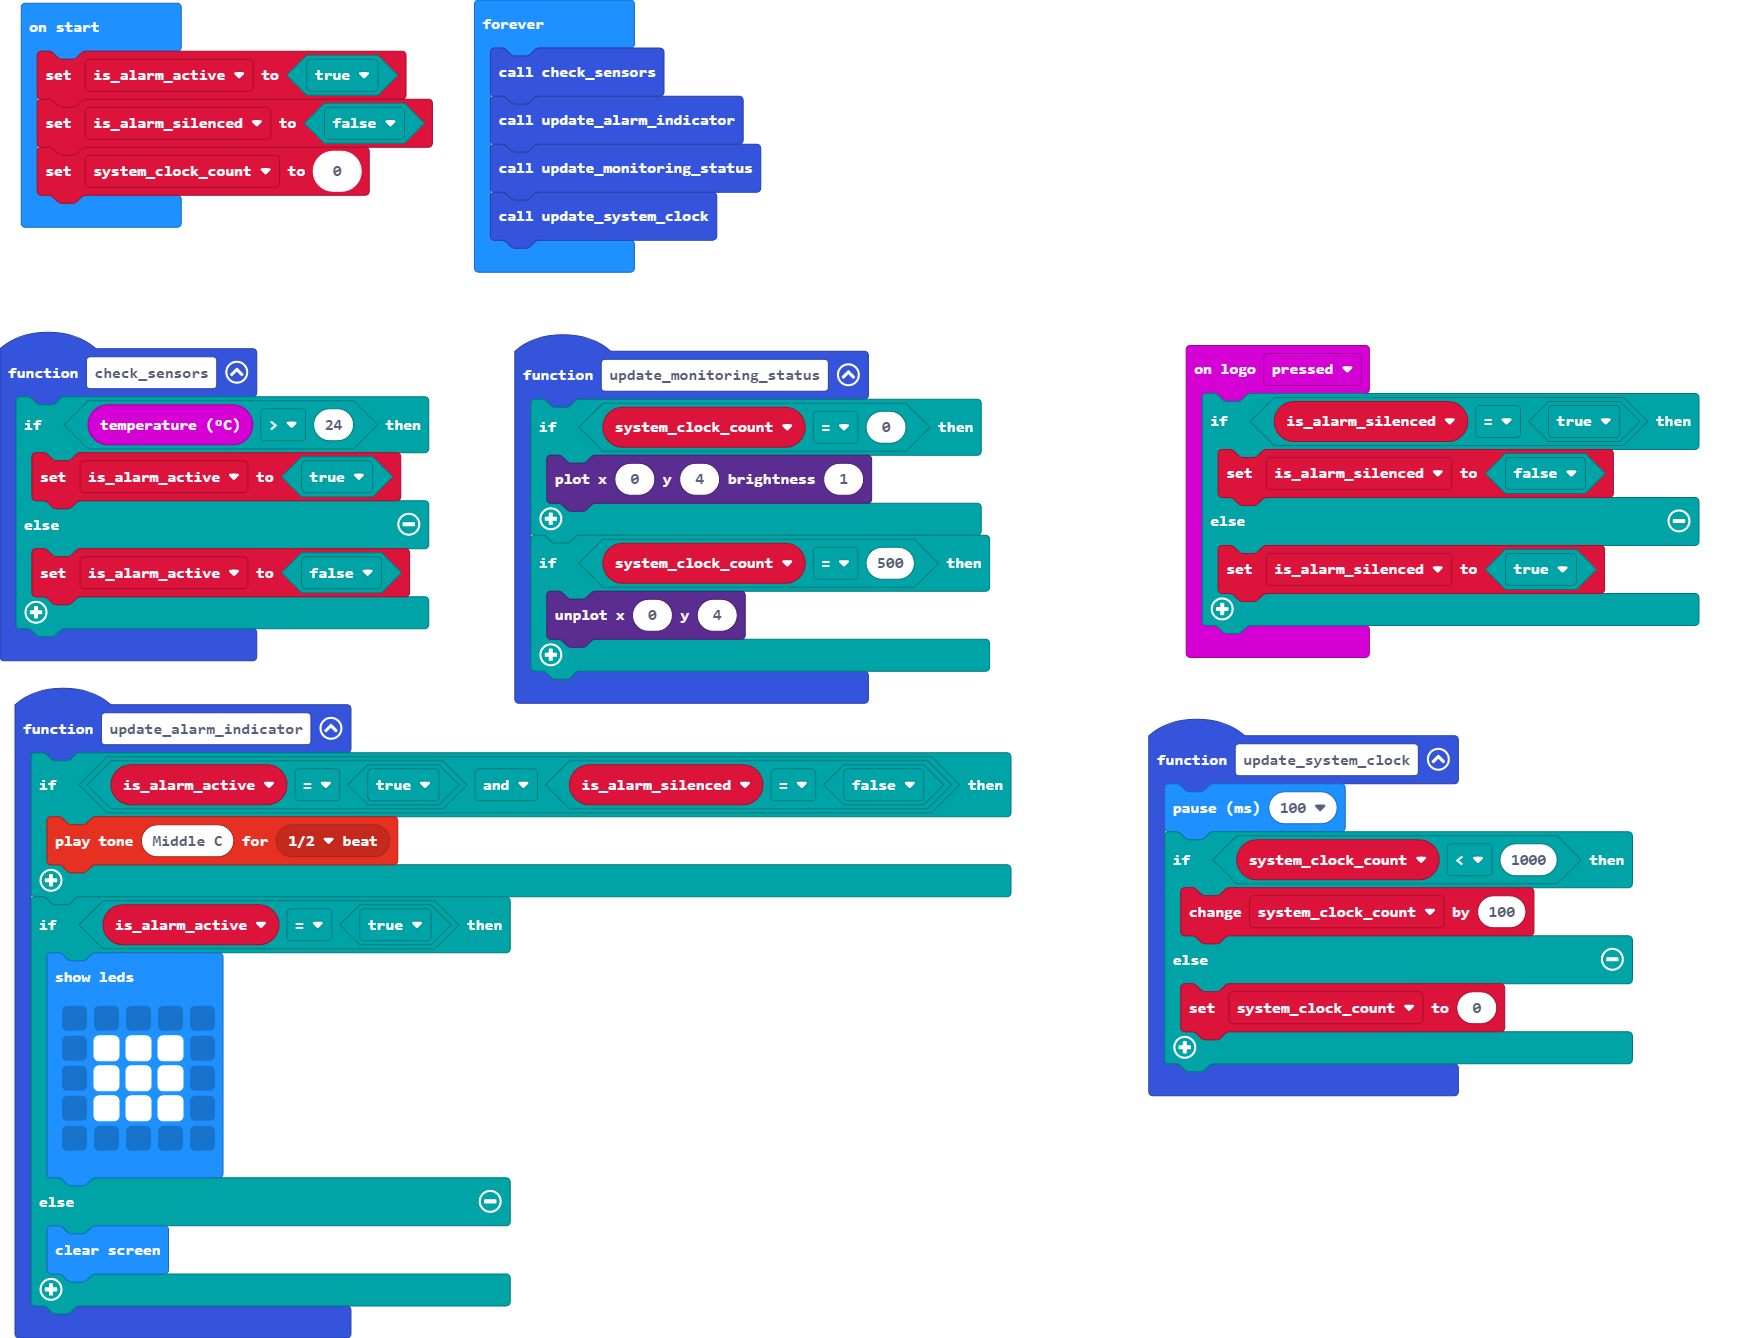 on start
set is_alarm_active to true
set is_alarm_silenced to false
set system_clock_count to 0
forever
call check_sensors
call update_alarm_indicator
call update_monitoring_status
call update_system_clock
function check_sensors
if temperature (ºC) > 24 then
set is_alarm_active to true
else
set is_alarm_active to false
function update_monitoring_status
if system_clock_count = 0 then
plot x 0 y 4 brightness 1
if system_clock_count = 500 then
unplot x 0 y 4
on logo pressed
if is_alarm_silenced = true then
set is_alarm_silenced to false
else
set is_alarm_silenced to true
function update_alarm_indicator
if is_alarm_active = true and is_alarm_silenced = false then
play tone Middle C for 1/2 beat
if is_alarm_active = true then
show leds
else
clear screen
function update_system_clock
pause (ms) 100
if system_clock_count < 1000 then
change system_clock_count by 100
else
set system_clock_count to 0